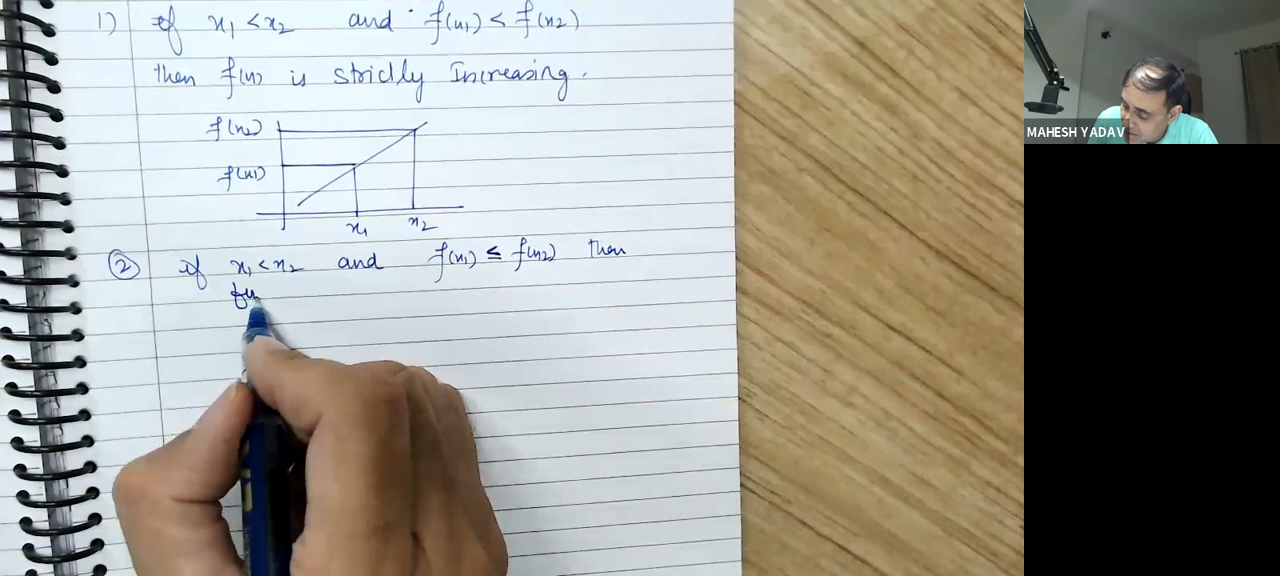 1) if x₁ < x₂ and f(x₁) < f(x₂)
then f(x) is strictly Increasing.
f(x₂)
f(x₁)
x₁ x₂
② if x₁ < x₂ and f(x₁) ≤ f(x₂) then
MAHESH YADAV